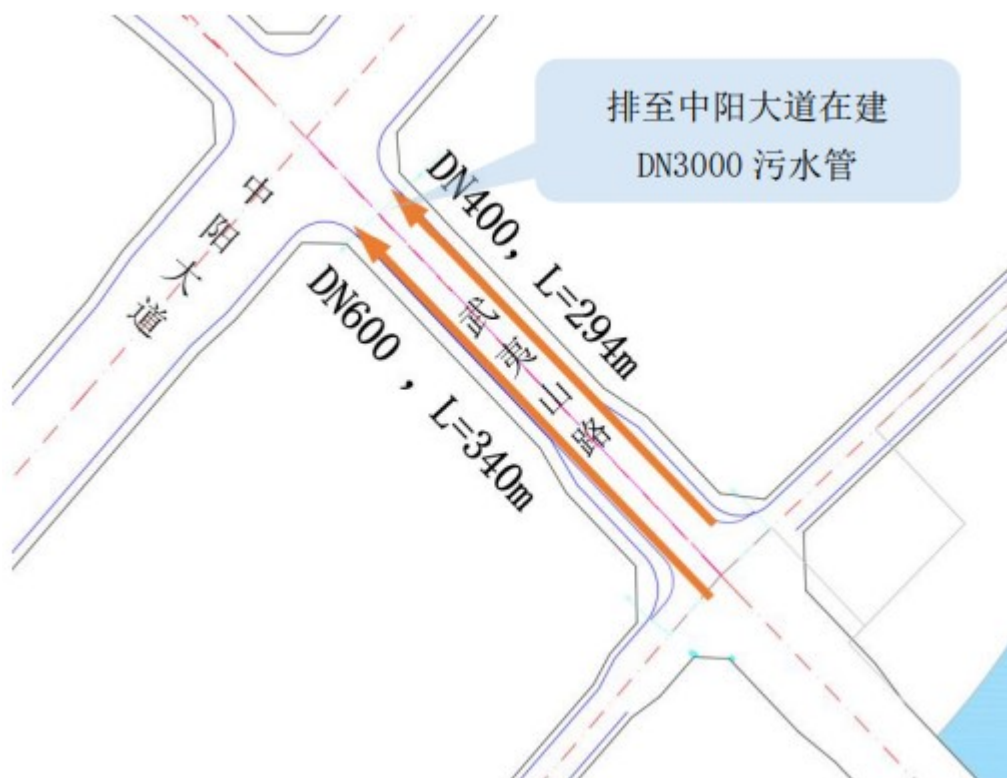 排至中阳大道在建
DN3000 污水管
中阳大道
DN400, L=294m
武夷山路
DN600, L=340m